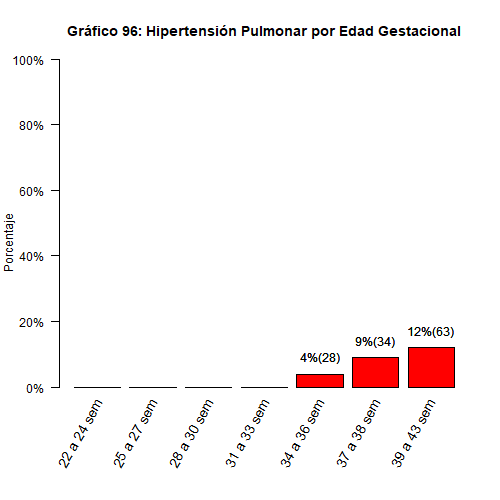 Gráfico 96: Hipertensión Pulmonar por Edad Gestacional
100%
80%
60%
40%
20%
0%
Porcentaje
4%(28)
9%(34)
12%(63)
22 a 24 sem
25 a 27 sem
28 a 30 sem
31 a 33 sem
34 a 36 sem
37 a 38 sem
39 a 43 sem